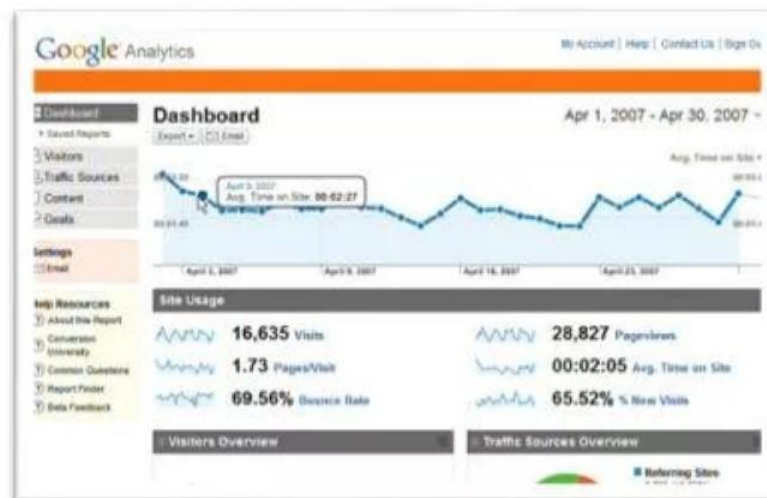 Google Analytics
My Account | Help | Contact Us | Sign Ou
Dashboard
Saved Reports
Visitors
Traffic Sources
Content
Goals
Settings
Email
Help Resources
About this Report
Conversion
University
Common Questions
Report Finder
Beta Feedback
Dashboard
Apr 1, 2007 - Apr 30, 2007
Export
Email
Avg. Time on Site
April 3, 2007
Avg. Time on Site: 00:02:27
April 9, 2007
April 16, 2007
April 23, 2007
Site Usage
16,635 Visits
28,827 Pageviews
1.73 Pages/Visit
00:02:05 Avg. Time on Site
69.56% Bounce Rate
65.52% % New Visits
Visitors Overview
Traffic Sources Overview
Referring Sites